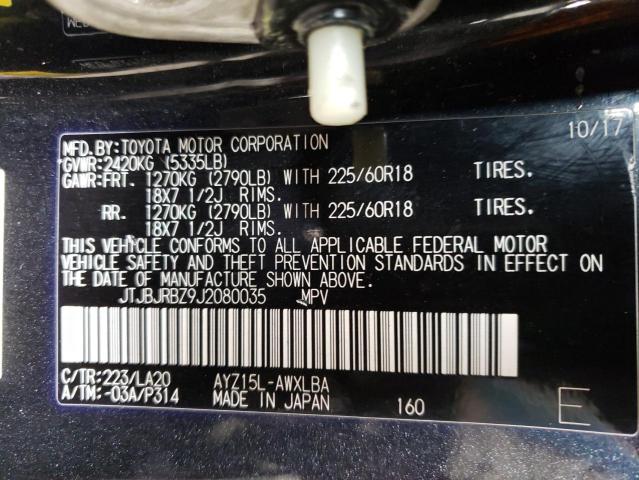 10/17
MFD.BY:TOYOTA MOTOR CORPORATION
GVWR:2420KG (5335LB)
GAWR:FRT. 1270KG (2790LB) WITH 225/60R18 TIRES.
18X7 1/2J RIMS.
RR. 1270KG (2790LB) WITH 225/60R18 TIRES.
18X7 1/2J RIMS.
THIS VEHICLE CONFORMS TO ALL APPLICABLE FEDERAL MOTOR
VEHICLE SAFETY AND THEFT PREVENTION STANDARDS IN EFFECT ON
THE DATE OF MANUFACTURE SHOWN ABOVE.
JTJBJRBZ9J2080035 MPV
C/TR:223/LA20 AYZ15L-AWXLBA
A/TM:-03A/P314 MADE IN JAPAN 160 E